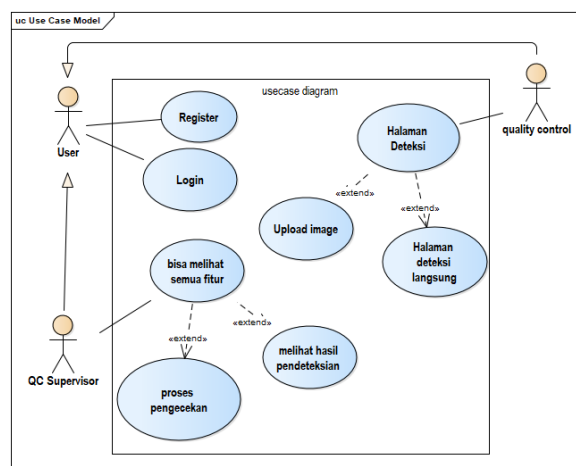 uc Use Case Model
usecase diagram
User
Register
Login
Halaman
Deteksi
quality control
«extend»
«extend»
Upload image
Halaman
deteksi
langsung
bisa melihat
semua fitur
QC Supervisor
«extend»
«extend»
proses
pengecekan
melihat hasil
pendeteksian